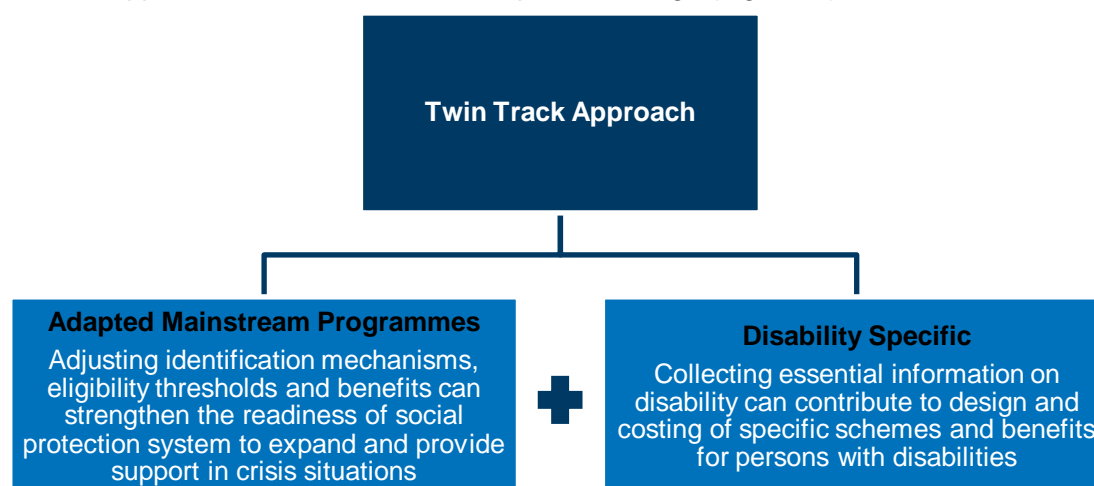 Twin Track Approach
Adapted Mainstream Programmes
Adjusting identification mechanisms,
eligibility thresholds and benefits can
strengthen the readiness of social
protection system to expand and provide
support in crisis situations
Disability Specific
Collecting essential information on
disability can contribute to design and
costing of specific schemes and benefits
for persons with disabilities